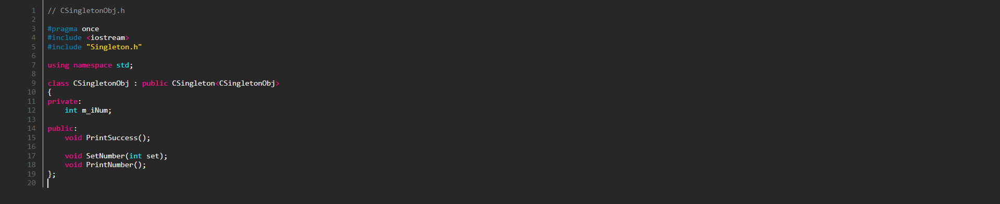 1 // CSingletonObj.h
2
3 #pragma once
4 #include <iostream>
5 #include "Singleton.h"
6
7 using namespace std;
8
9 class CSingletonObj : public CSingleton<CSingletonObj>
10 {
11 private:
12     int m_iNum;
13
14 public:
15     void PrintSuccess();
16
17     void SetNumber(int set);
18     void PrintNumber();
19 };
20